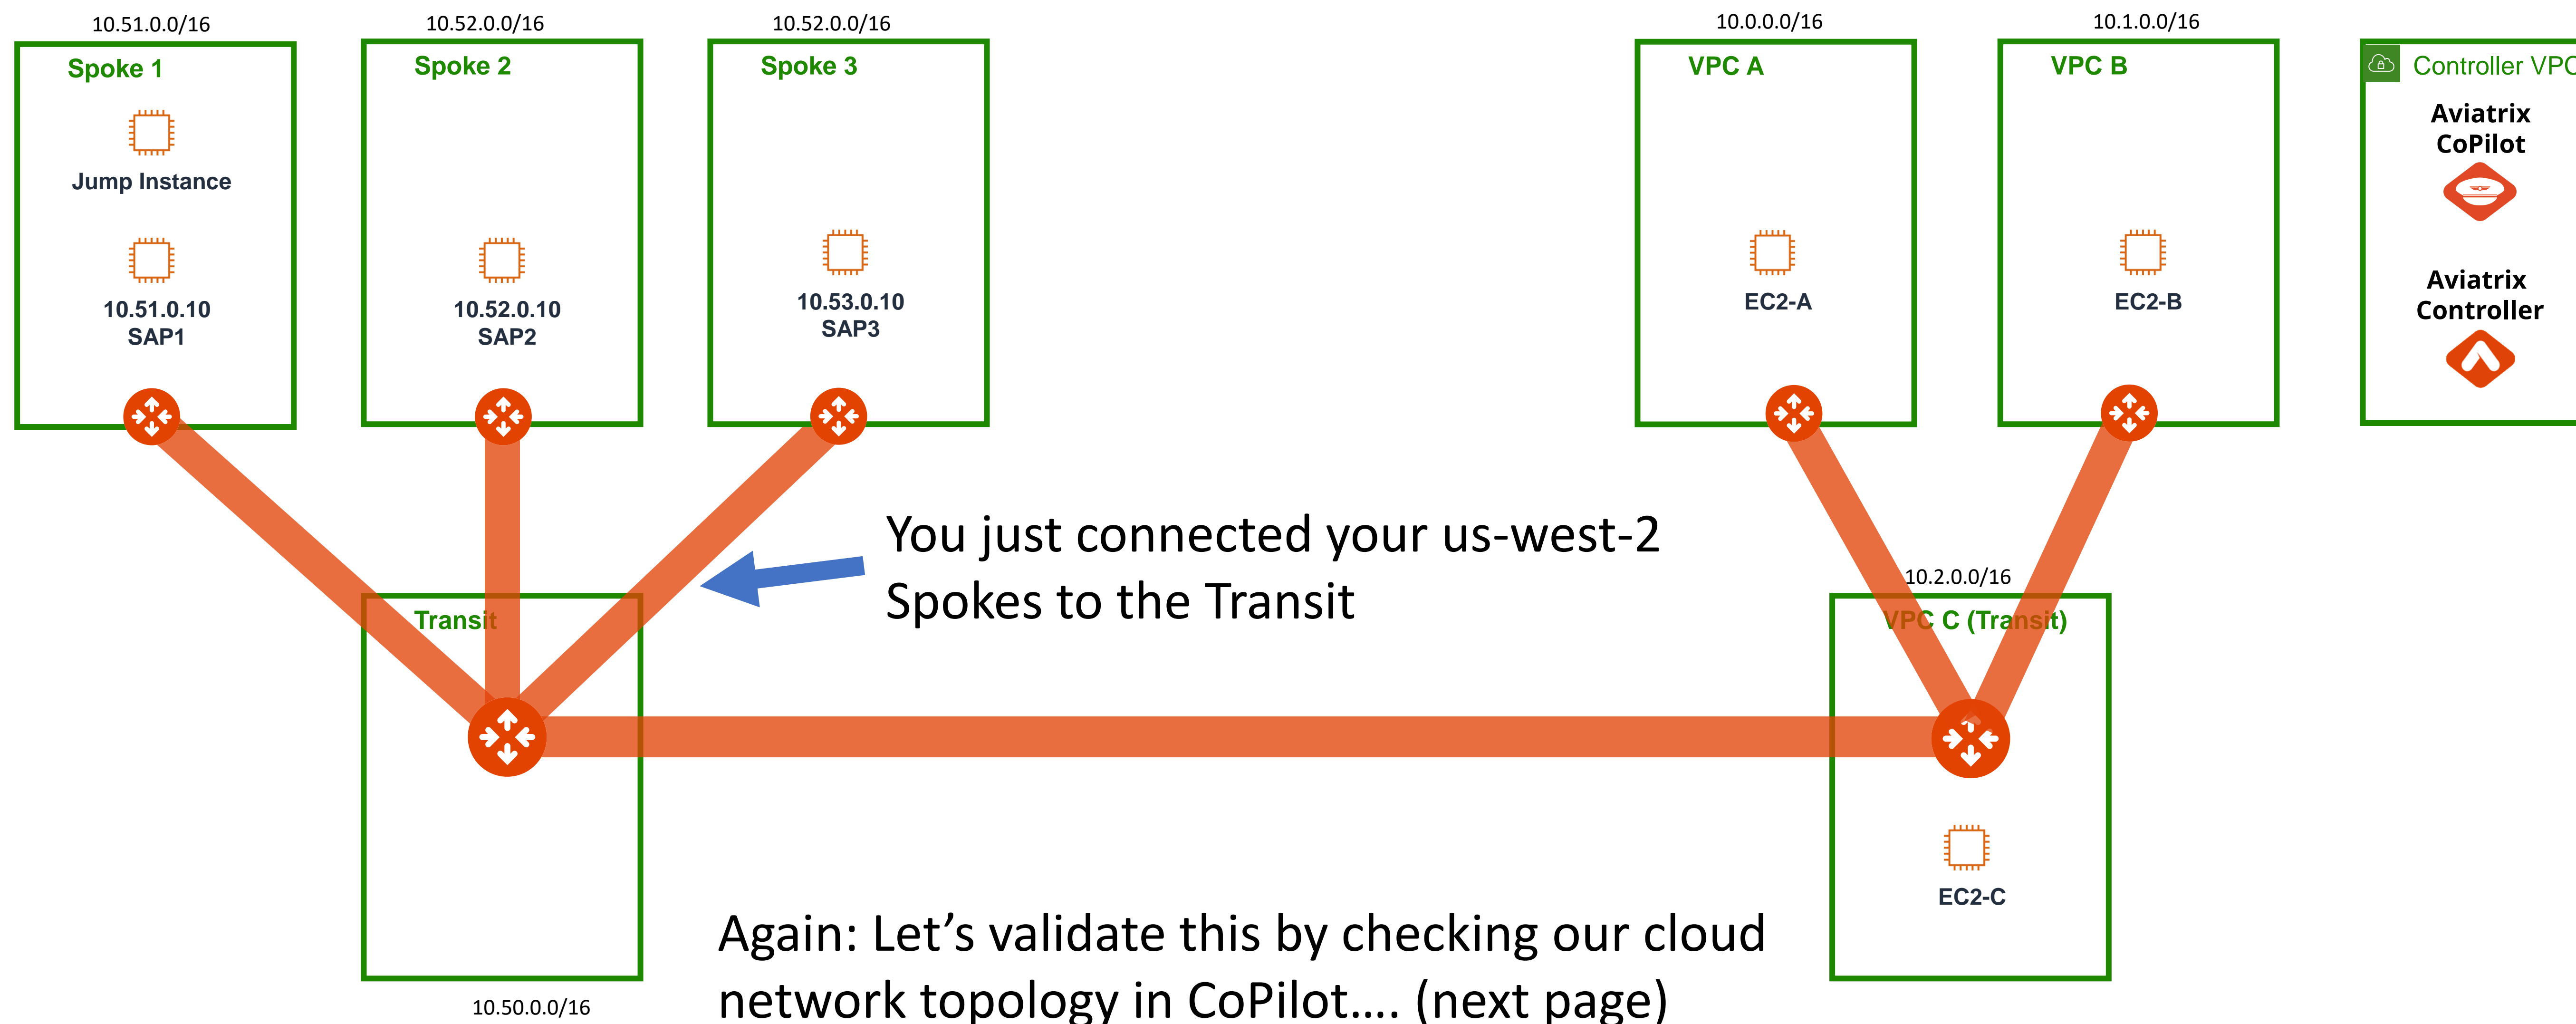 10.51.0.0/16
Spoke 1
Jump Instance
10.51.0.10
SAP1
10.52.0.0/16
Spoke 2
10.52.0.10
SAP2
10.52.0.0/16
Spoke 3
10.53.0.10
SAP3
10.0.0.0/16
VPC A
EC2-A
10.1.0.0/16
VPC B
EC2-B
Controller VPC
Aviatrix
CoPilot
Aviatrix
Controller
You just connected your us-west-2
Spokes to the Transit
Transit
10.50.0.0/16
10.2.0.0/16
VPC C (Transit)
EC2-C
Again: Let’s validate this by checking our cloud
network topology in CoPilot…. (next page)